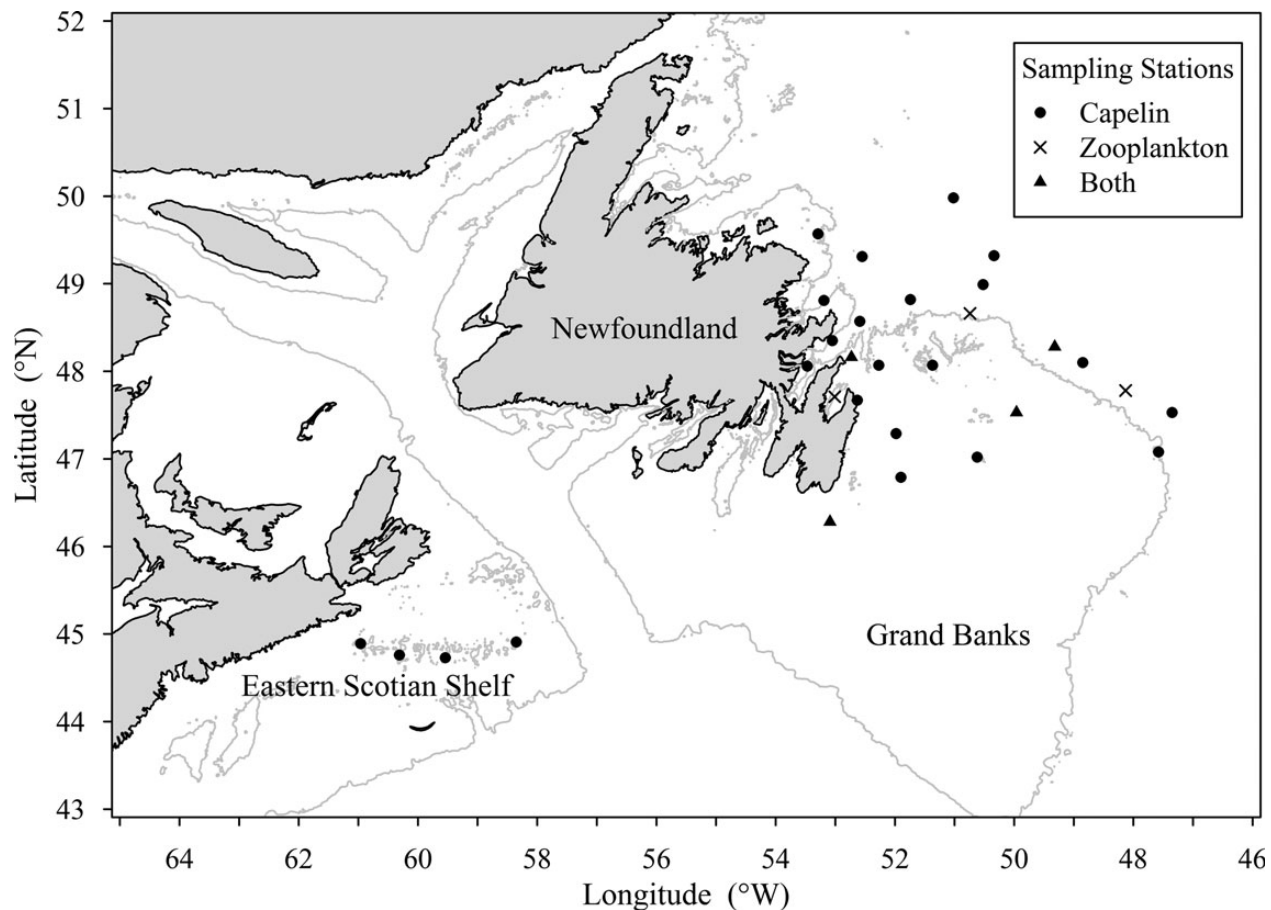 52
51
50
49
48
47
46
45
44
43
Latitude (°N)
Sampling Stations
Capelin
Zooplankton
Both
Newfoundland
Grand Banks
Eastern Scotian Shelf
64 62 60 58 56 54 52 50 48 46
Longitude (°W)